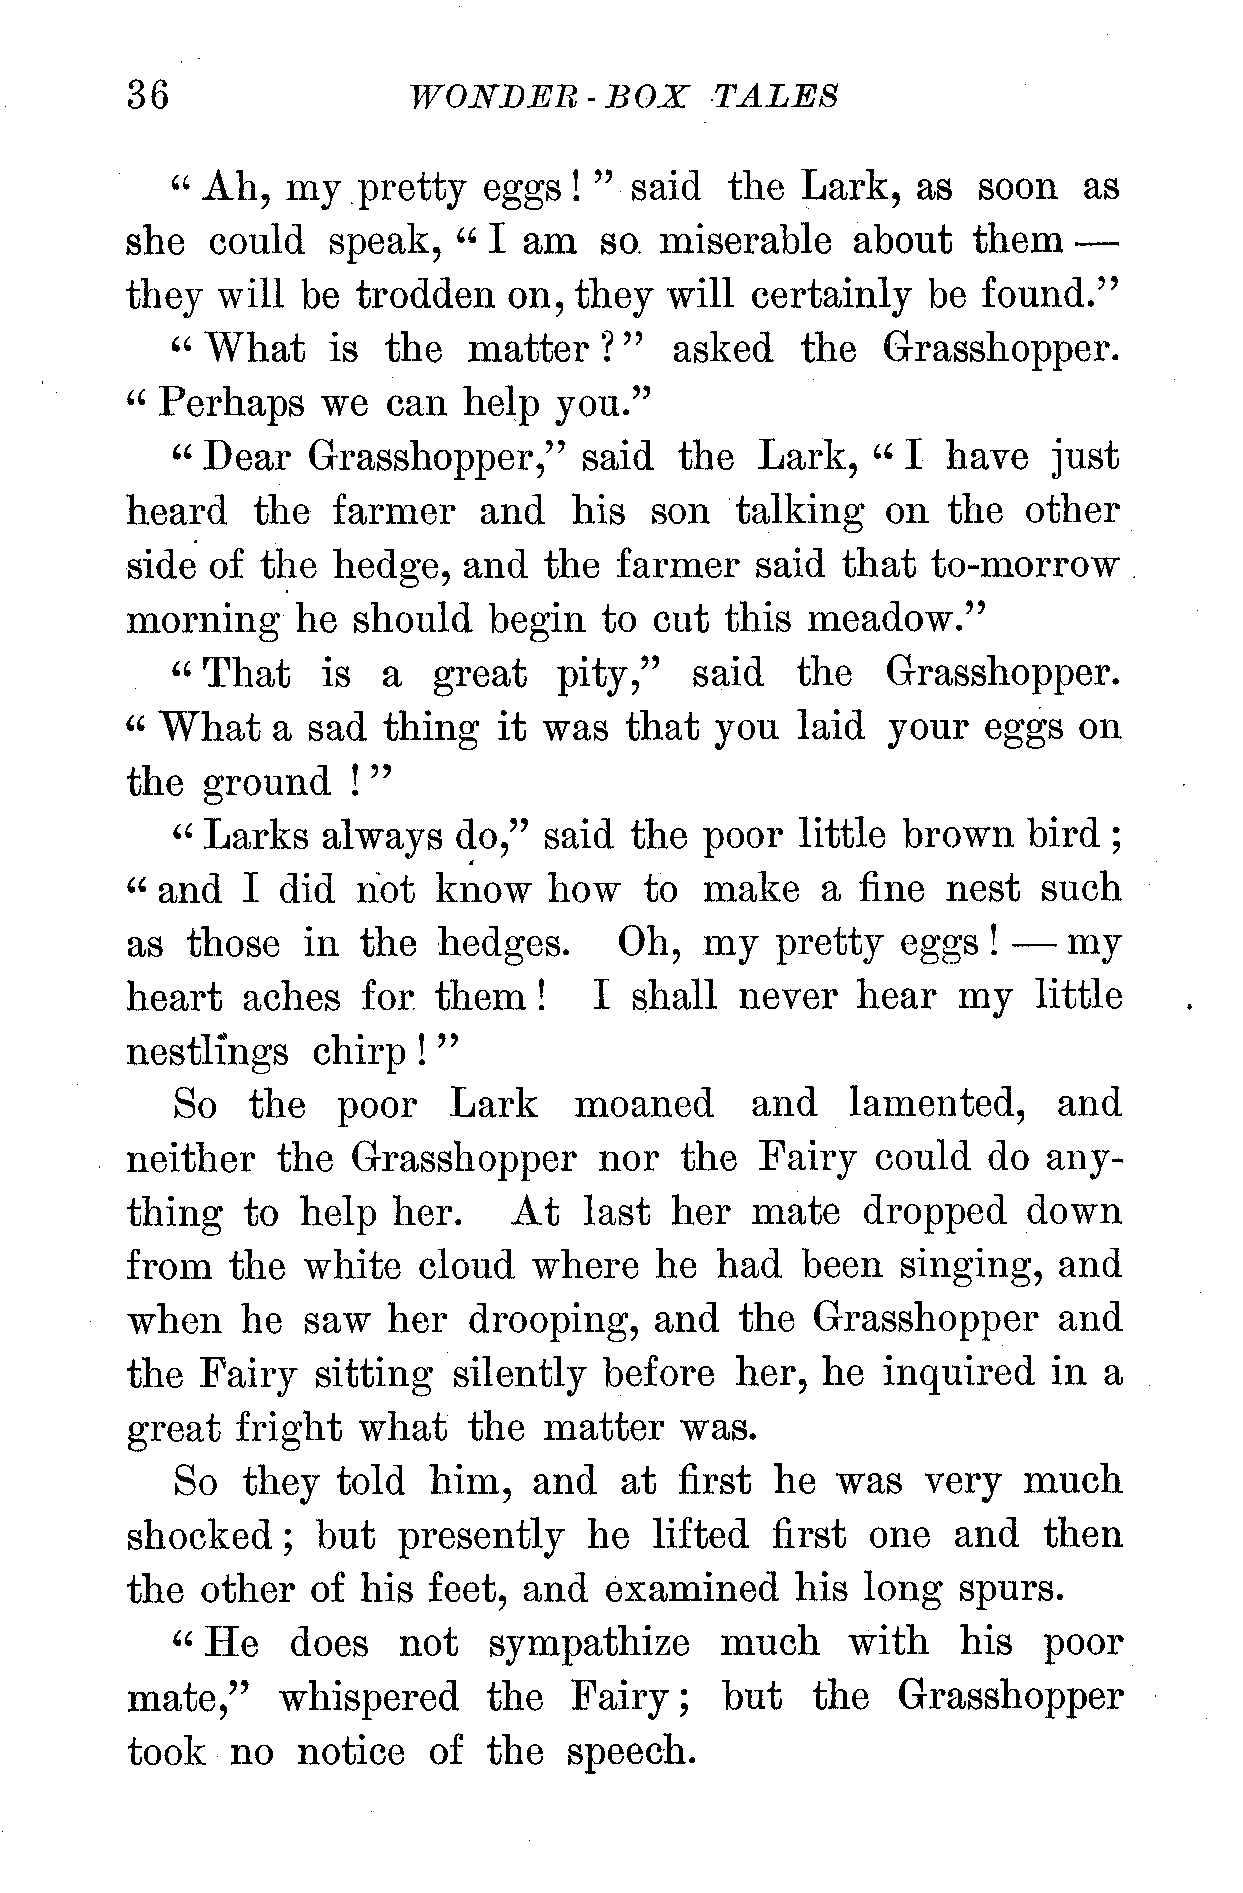 36 WONDER-BOX TALES
“Ah, my pretty eggs!” said the Lark, as soon as
she could speak, “I am so miserable about them—
they will be trodden on, they will certainly be found.”
“What is the matter?” asked the Grasshopper.
“Perhaps we can help you.”
“Dear Grasshopper,” said the Lark, “I have just
heard the farmer and his son talking on the other
side of the hedge, and the farmer said that to-morrow
morning he should begin to cut this meadow.”
“That is a great pity,” said the Grasshopper.
“What a sad thing it was that you laid your eggs on
the ground!”
“Larks always do,” said the poor little brown bird;
“and I did not know how to make a fine nest such
as those in the hedges. Oh, my pretty eggs!—my
heart aches for them! I shall never hear my little
nestlings chirp!”
So the poor Lark moaned and lamented, and
neither the Grasshopper nor the Fairy could do any-
thing to help her. At last her mate dropped down
from the white cloud where he had been singing, and
when he saw her drooping, and the Grasshopper and
the Fairy sitting silently before her, he inquired in a
great fright what the matter was.
So they told him, and at first he was very much
shocked; but presently he lifted first one and then
the other of his feet, and examined his long spurs.
“He does not sympathize much with his poor
mate,” whispered the Fairy; but the Grasshopper
took no notice of the speech.